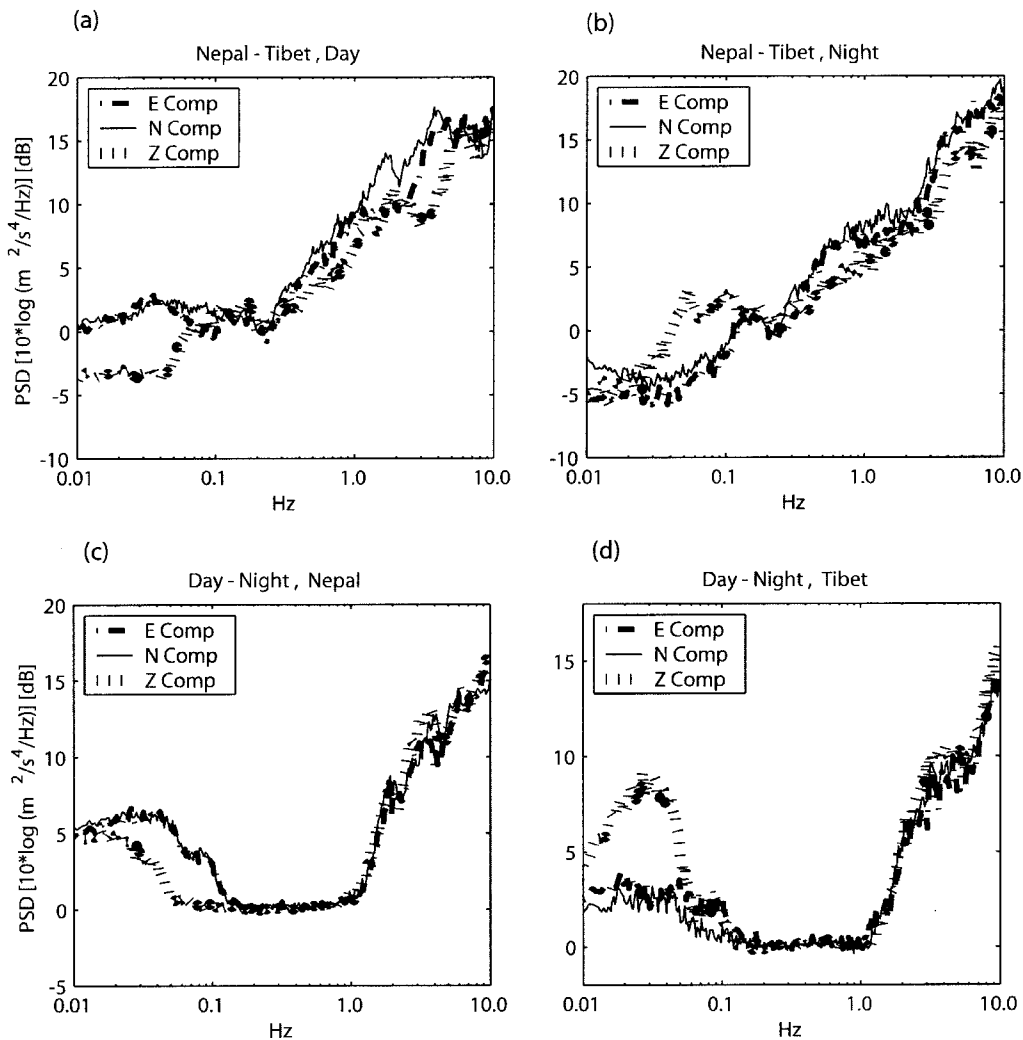 (a)
Nepal - Tibet , Day
20
15
10
5
0
-5
-10
PSD [10*log (m ²/s⁴/Hz)] [dB]
E Comp
N Comp
Z Comp
0.01
0.1
1.0
10.0
Hz
(b)
Nepal - Tibet , Night
20
15
10
5
0
-5
-10
E Comp
N Comp
Z Comp
0.01
0.1
1.0
10.0
Hz
(c)
Day - Night , Nepal
20
15
10
5
0
-5
PSD [10*log (m ²/s⁴/Hz)] [dB]
E Comp
N Comp
Z Comp
0.01
0.1
1.0
10.0
Hz
(d)
Day - Night , Tibet
15
10
5
0
E Comp
N Comp
Z Comp
0.01
0.1
1.0
10.0
Hz